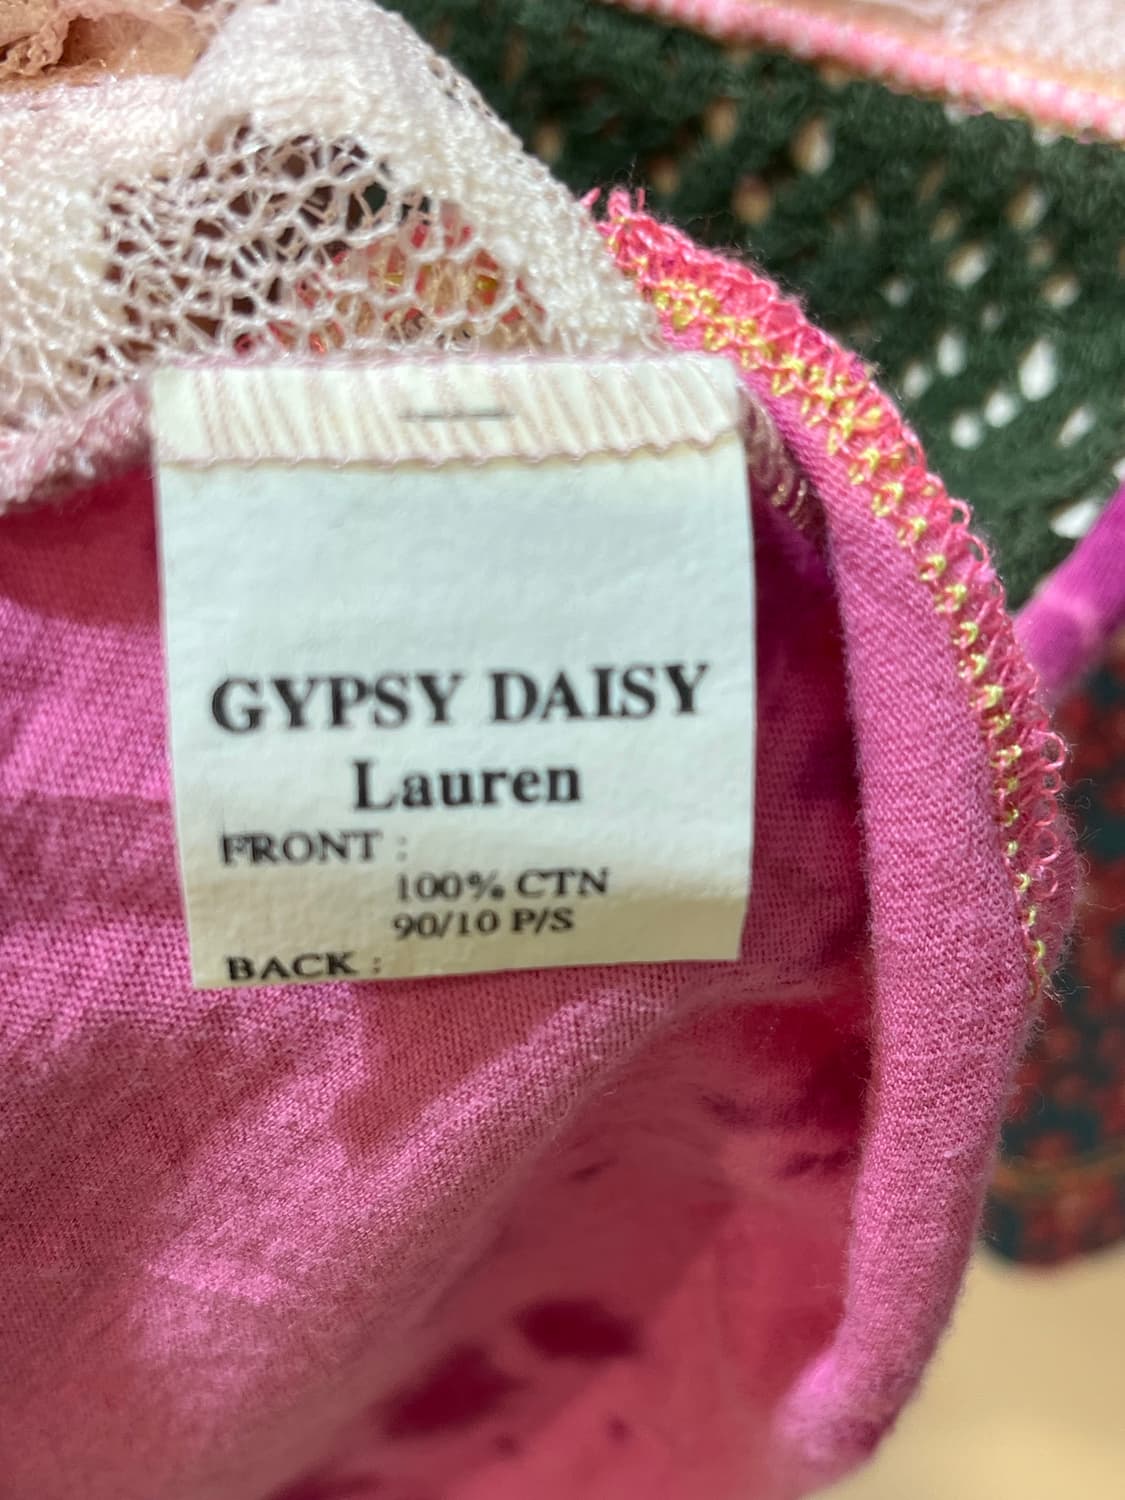 GYPSY DAISY
Lauren
FRONT :
100% CTN
90/10 P/S
BACK :